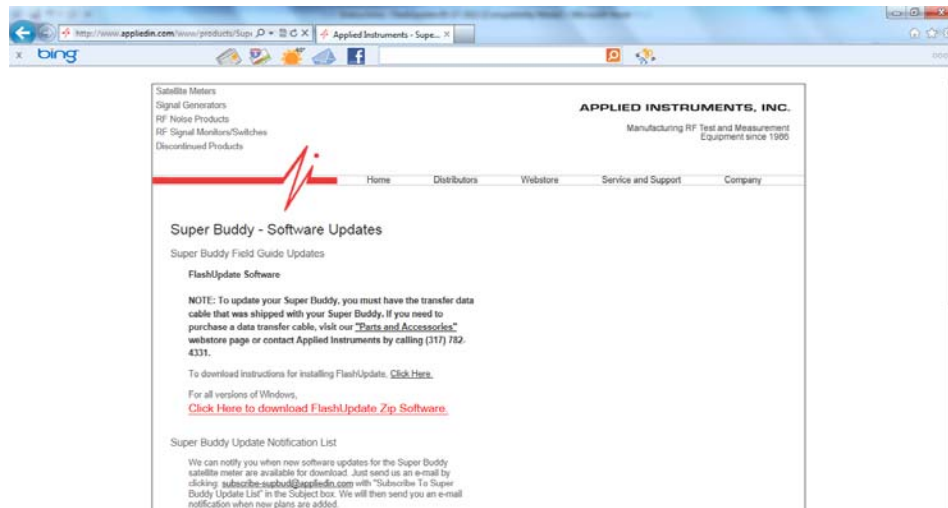 http://www.appliedin.com/www/products/Supe
Applied Instruments - Supe...
x bing
47°
Satellite Meters
Signal Generators
RF Noise Products
RF Signal Monitors/Switches
Discontinued Products
APPLIED INSTRUMENTS, INC.
Manufacturing RF Test and Measurement
Equipment since 1986
Home Distributors Webstore Service and Support Company
Super Buddy - Software Updates
Super Buddy Field Guide Updates
FlashUpdate Software
NOTE: To update your Super Buddy, you must have the transfer data
cable that was shipped with your Super Buddy. If you need to
purchase a data transfer cable, visit our "Parts and Accessories"
webstore page or contact Applied Instruments by calling (317) 782-
4331.
To download instructions for installing FlashUpdate, Click Here.
For all versions of Windows,
Click Here to download FlashUpdate Zip Software.
Super Buddy Update Notification List
We can notify you when new software updates for the Super Buddy
satellite meter are available for download. Just send us an e-mail by
clicking: subscribe-supbud@appliedin.com with "Subscribe To Super
Buddy Update List" in the Subject box. We will then send you an e-mail
notification when new plans are added.